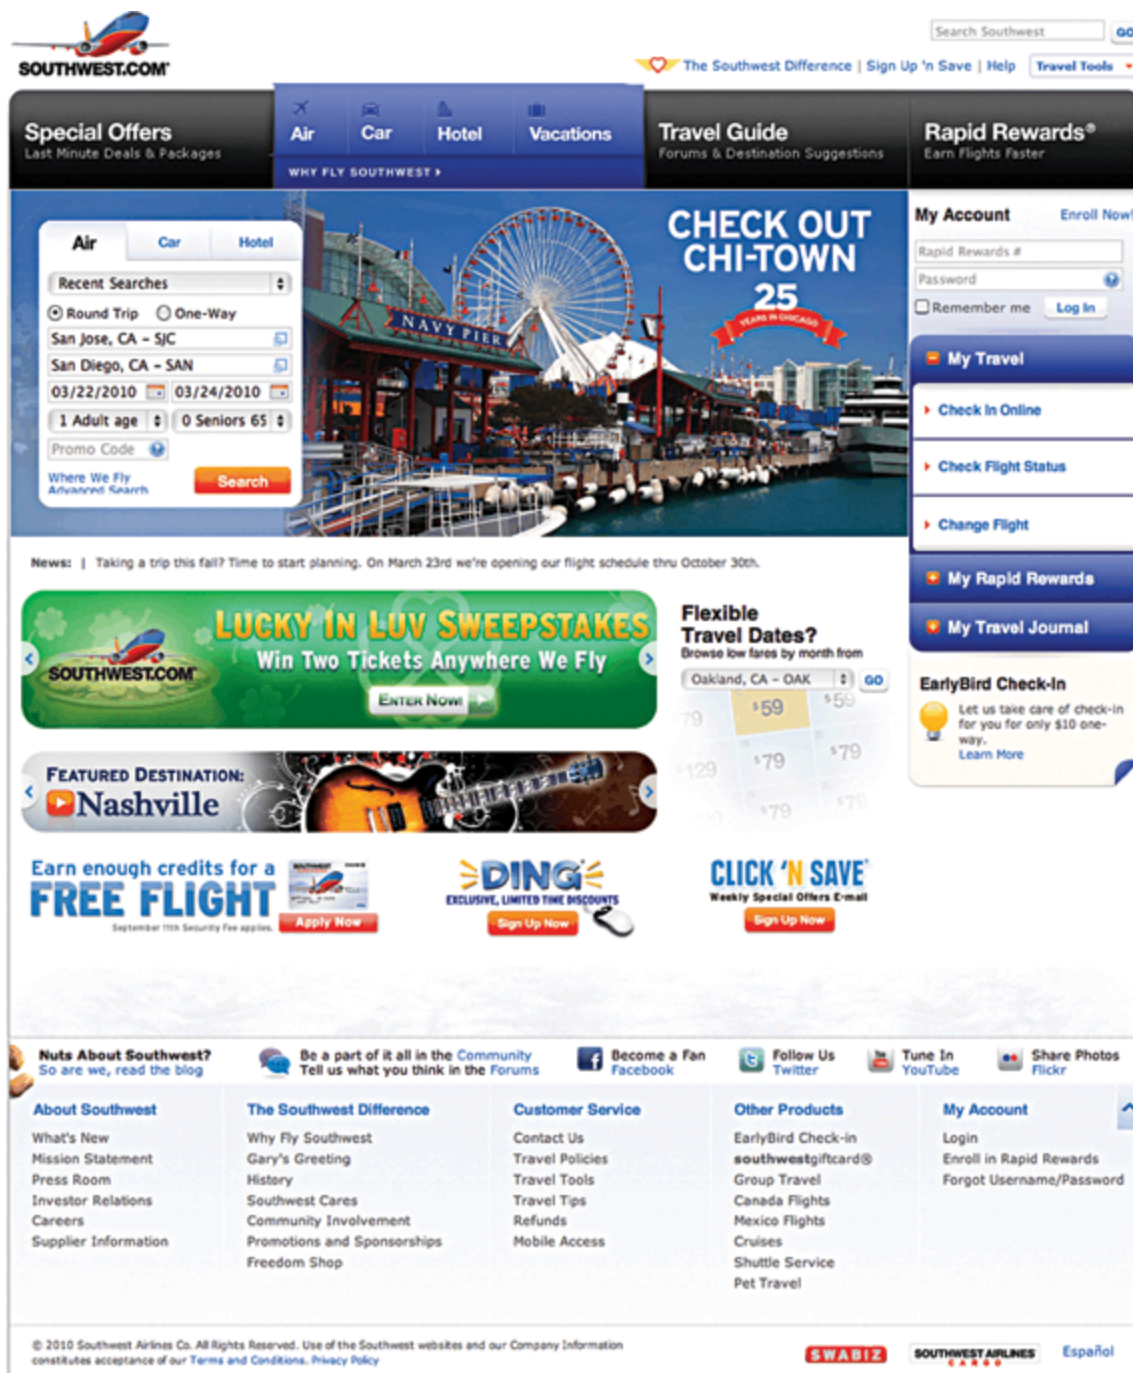 SOUTHWEST.COM®
Search Southwest
GO
The Southwest Difference | Sign Up 'n Save | Help
Travel Tools
Special Offers
Last Minute Deals & Packages
Air
Car
Hotel
Vacations
WHY FLY SOUTHWEST
Travel Guide
Forums & Destination Suggestions
Rapid Rewards®
Earn Flights Faster
Air
Car
Hotel
Recent Searches
Round Trip
One-Way
San Jose, CA - SJC
San Diego, CA - SAN
03/22/2010
03/24/2010
1 Adult age
0 Seniors 65
Promo Code
Where We Fly
Advanced Search
Search
NAVY PIER
CHECK OUT
CHI-TOWN
25
YEARS IN CHICAGO
My Account
Enroll Now!
Rapid Rewards #
Password
Remember me
Log In
My Travel
Check In Online
Check Flight Status
Change Flight
My Rapid Rewards
My Travel Journal
EarlyBird Check-In
Let us take care of check-in
for you for only $10 one-
way.
Learn More
News: | Taking a trip this fall? Time to start planning. On March 23rd we're opening our flight schedule thru October 30th.
SOUTHWEST.COM
LUCKY IN LUV SWEEPSTAKES
Win Two Tickets Anywhere We Fly
ENTER NOW!
Flexible
Travel Dates?
Browse low fares by month from
Oakland, CA - OAK
GO
79
$59
$59
$129
$79
$79
$79
$79
FEATURED DESTINATION:
Nashville
Earn enough credits for a
FREE FLIGHT
September 11th Security Fee applies.
SOUTHWEST
Apply Now
DING
EXCLUSIVE, LIMITED TIME DISCOUNTS
Sign Up Now
CLICK 'N SAVE®
Weekly Special Offers E-mail
Sign Up Now
Nuts About Southwest?
So are we, read the blog
Be a part of it all in the Community
Tell us what you think in the Forums
Become a Fan
Facebook
Follow Us
Twitter
Tune In
YouTube
Share Photos
Flickr
About Southwest
What's New
Mission Statement
Press Room
Investor Relations
Careers
Supplier Information
The Southwest Difference
Why Fly Southwest
Gary's Greeting
History
Southwest Cares
Community Involvement
Promotions and Sponsorships
Freedom Shop
Customer Service
Contact Us
Travel Policies
Travel Tools
Travel Tips
Refunds
Mobile Access
Other Products
EarlyBird Check-in
southwestgiftcard®
Group Travel
Canada Flights
Mexico Flights
Cruises
Shuttle Service
Pet Travel
My Account
Login
Enroll in Rapid Rewards
Forgot Username/Password
© 2010 Southwest Airlines Co. All Rights Reserved. Use of the Southwest websites and our Company Information
constitutes acceptance of our Terms and Conditions. Privacy Policy
SWABIZ
SOUTHWEST AIRLINES
CARGO
Español